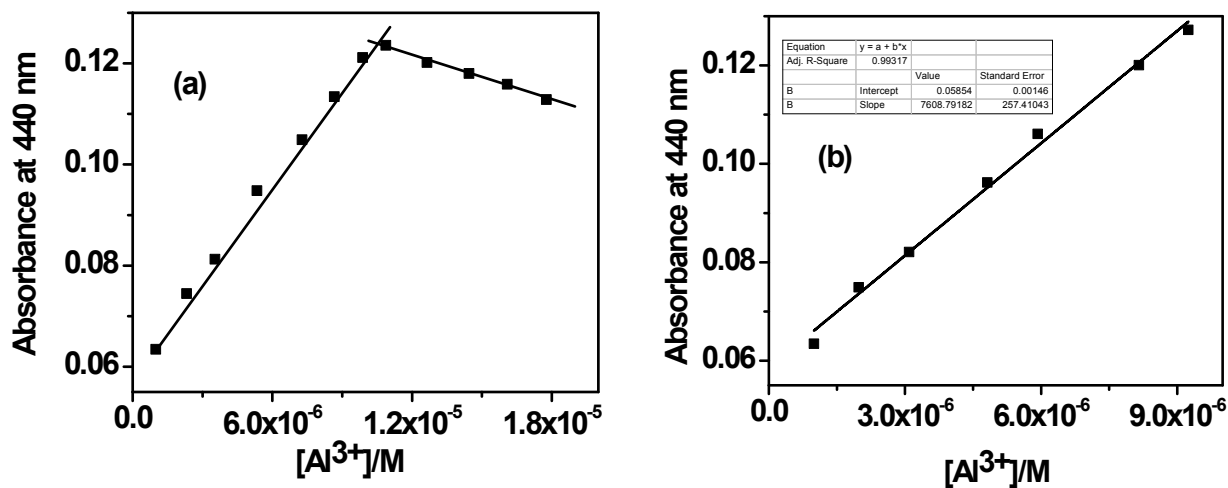 Absorbance at 440 nm
0.12
0.10
0.08
0.06
(a)
0.0 6.0x10⁻⁶ 1.2x10⁻⁵ 1.8x10⁻⁵
[Al³⁺]/M
Absorbance at 440 nm
0.12
0.10
0.08
0.06
Equation y = a + b*x
Adj. R-Square 0.99317
Value Standard Error
B Intercept 0.05854 0.00146
B Slope 7608.79182 257.41043
(b)
0.0 3.0x10⁻⁶ 6.0x10⁻⁶ 9.0x10⁻⁶
[Al³⁺]/M